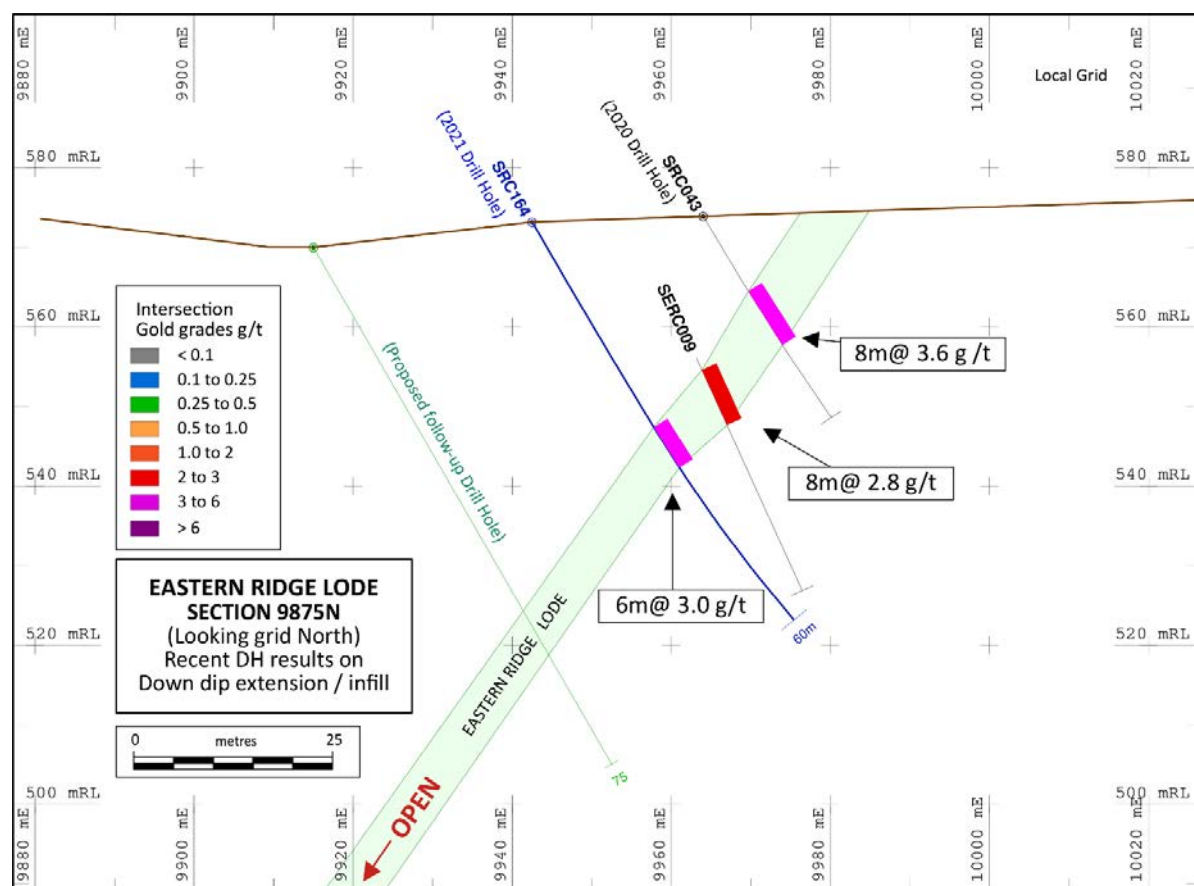 9880 mE
9900 mE
9920 mE
9940 mE
9960 mE
9980 mE
10000 mE
10020 mE
Local Grid
580 mRL
580 mRL
(2021 Drill Hole)
SRC164
(2020 Drill Hole)
SRC043
SERC009
560 mRL
560 mRL
Intersection
Gold grades g/t
< 0.1
0.1 to 0.25
0.25 to 0.5
0.5 to 1.0
1.0 to 2
2 to 3
3 to 6
> 6
(Proposed follow-up Drill Hole)
8m@ 3.6 g /t
8m@ 2.8 g/t
6m@ 3.0 g/t
540 mRL
540 mRL
EASTERN RIDGE LODE
SECTION 9875N
(Looking grid North)
Recent DH results on
Down dip extension / infill
520 mRL
60m
EASTERN RIDGE LODE
0 metres 25
75
OPEN
500 mRL
500 mRL
9880 mE
9900 mE
9920 mE
9940 mE
9960 mE
9980 mE
10000 mE
10020 mE